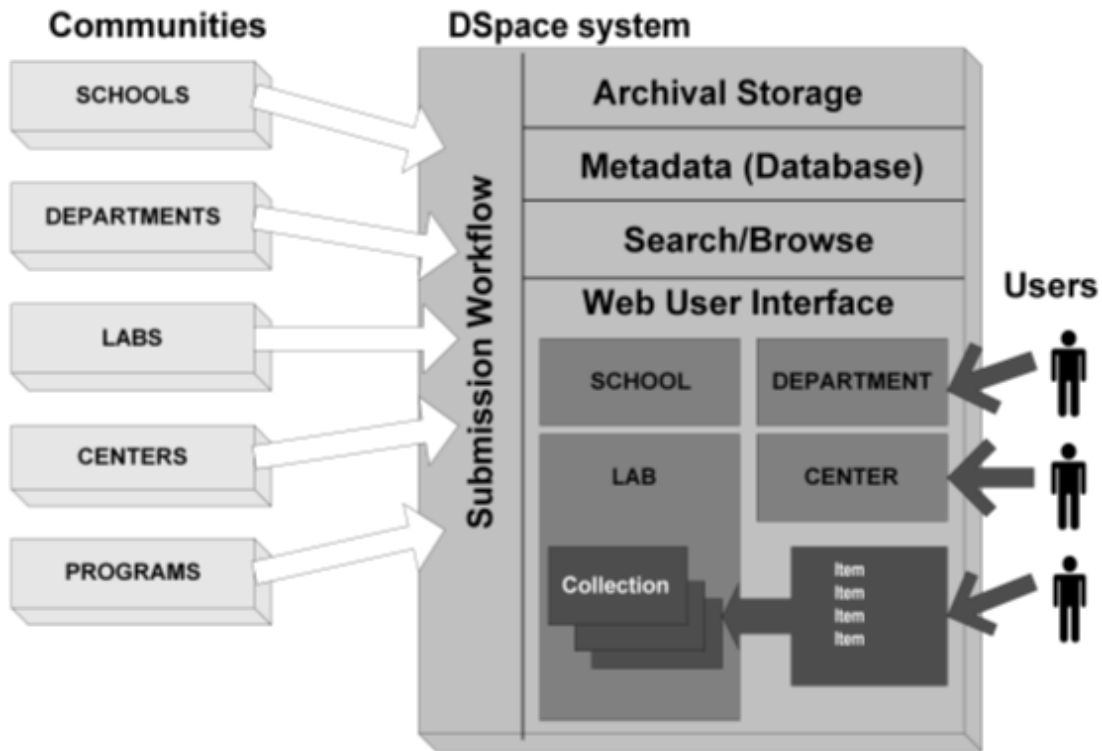 Communities
SCHOOLS
DEPARTMENTS
LABS
CENTERS
PROGRAMS
DSpace system
Submission Workflow
Archival Storage
Metadata (Database)
Search/Browse
Web User Interface
SCHOOL
DEPARTMENT
LAB
CENTER
Collection
Item
Item
Item
Item
Users